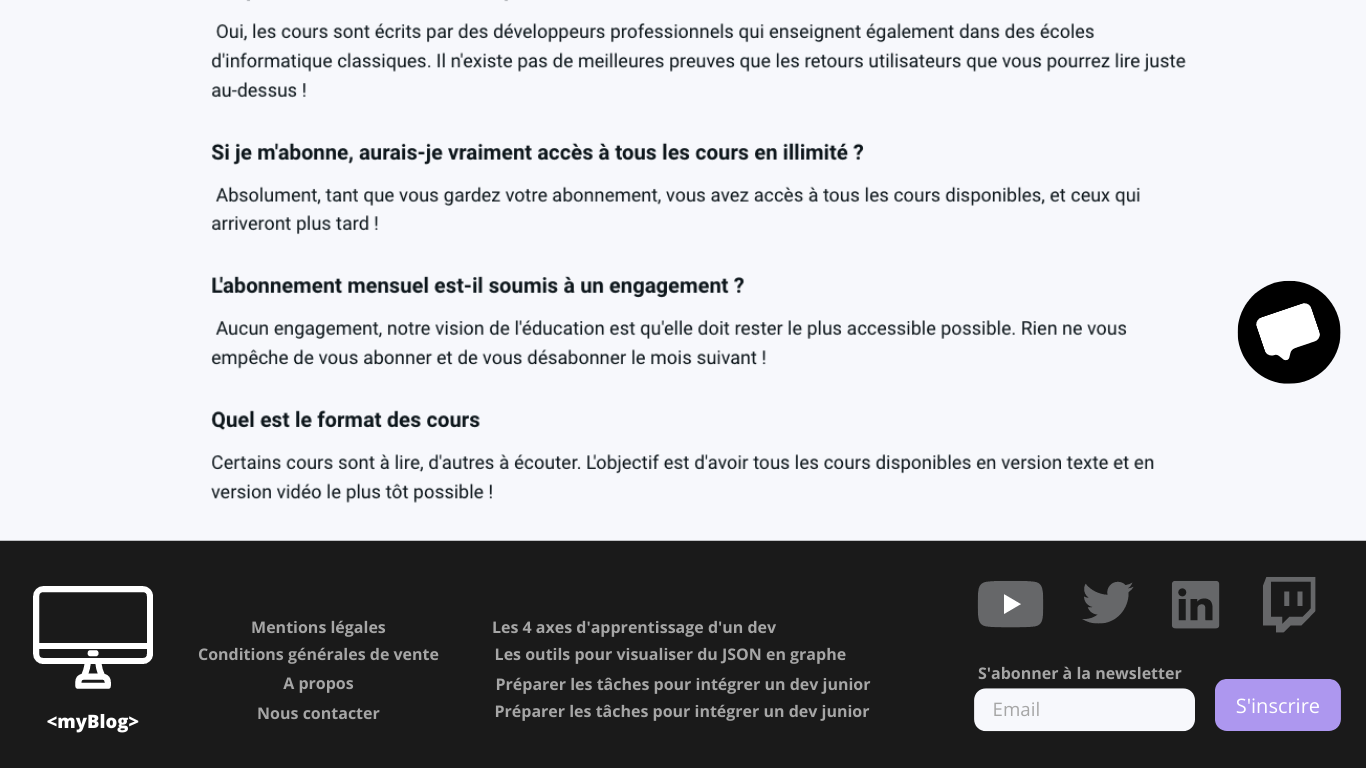 Oui, les cours sont écrits par des développeurs professionnels qui enseignent également dans des écoles
d'informatique classiques. Il n'existe pas de meilleures preuves que les retours utilisateurs que vous pourrez lire juste
au-dessus !
Si je m'abonne, aurais-je vraiment accès à tous les cours en illimité ?
Absolument, tant que vous gardez votre abonnement, vous avez accès à tous les cours disponibles, et ceux qui
arriveront plus tard !
L'abonnement mensuel est-il soumis à un engagement ?
Aucun engagement, notre vision de l'éducation est qu'elle doit rester le plus accessible possible. Rien ne vous
empêche de vous abonner et de vous désabonner le mois suivant !
Quel est le format des cours
Certains cours sont à lire, d'autres à écouter. L'objectif est d'avoir tous les cours disponibles en version texte et en
version vidéo le plus tôt possible !
<myBlog>
Mentions légales
Conditions générales de vente
A propos
Nous contacter
Les 4 axes d'apprentissage d'un dev
Les outils pour visualiser du JSON en graphe
Préparer les tâches pour intégrer un dev junior
Préparer les tâches pour intégrer un dev junior
in
S'abonner à la newsletter
Email
S'inscrire